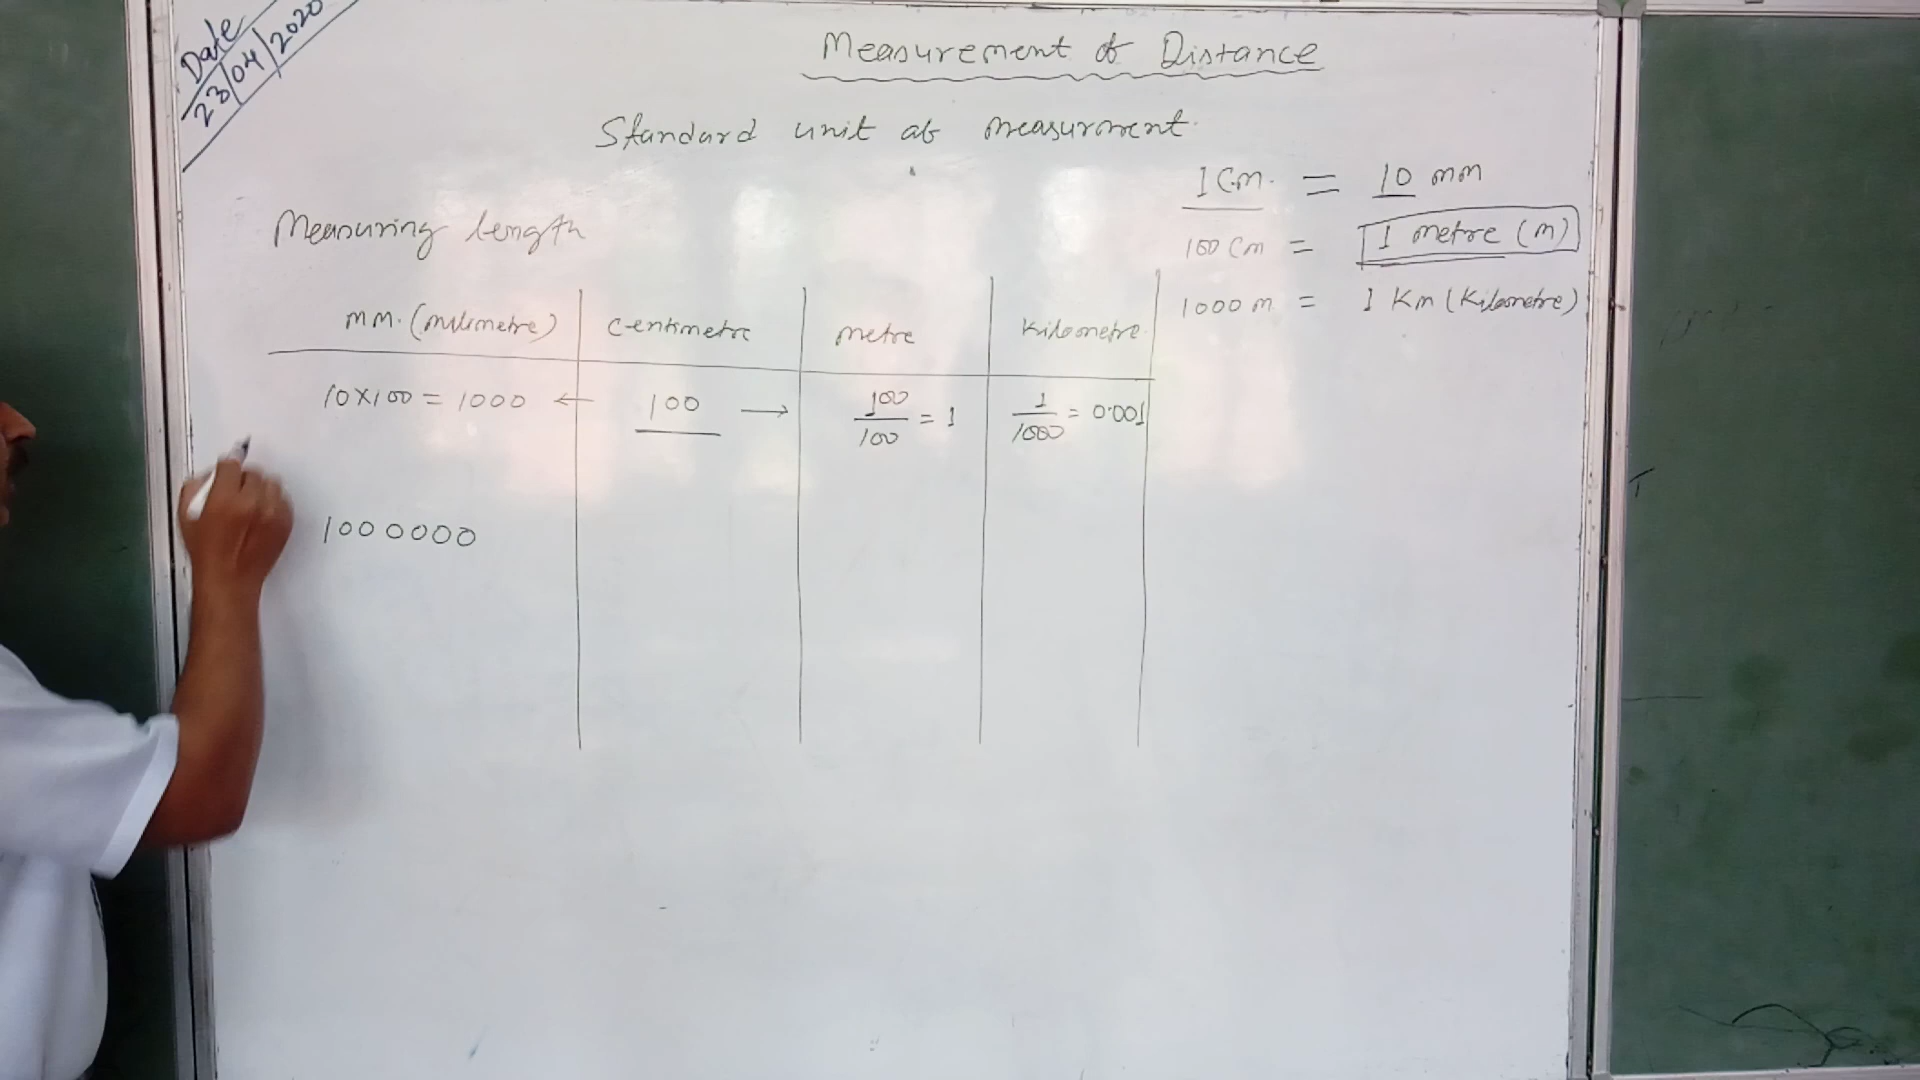 Date
23/04/2020
Measurement of Distance
Standard unit of measurment.
1 Cm. = 10 mm
100 Cm = 1 metre (m)
1000 m = 1 Km (Kilometre)
Measuring length
mm. (milimetre) Centimetre metre Kilometre.
10×100 = 1000 ← 100 → 100/100 = 1 1/1000 = 0.001
1000000